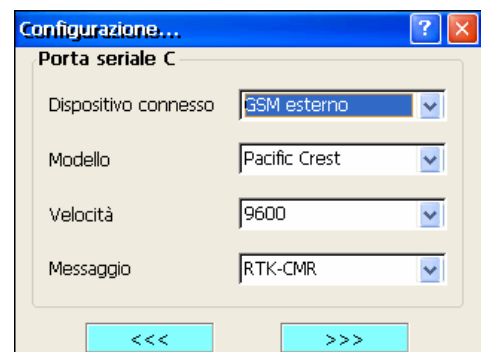 Configurazione...
Porta seriale C
Dispositivo connesso GSM esterno
Modello Pacific Crest
Velocità 9600
Messaggio RTK-CMR
<<< >>>